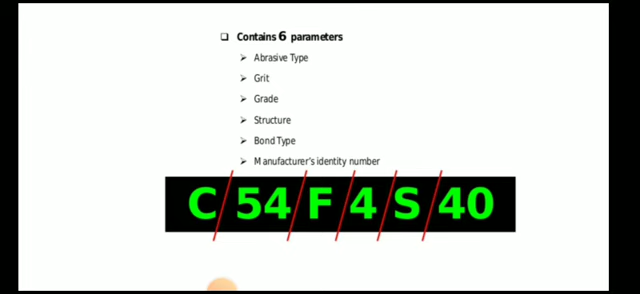 Contains 6 parameters
Abrasive Type
Grit
Grade
Structure
Bond Type
Manufacturer's identity number
C/54/F/4/S/40